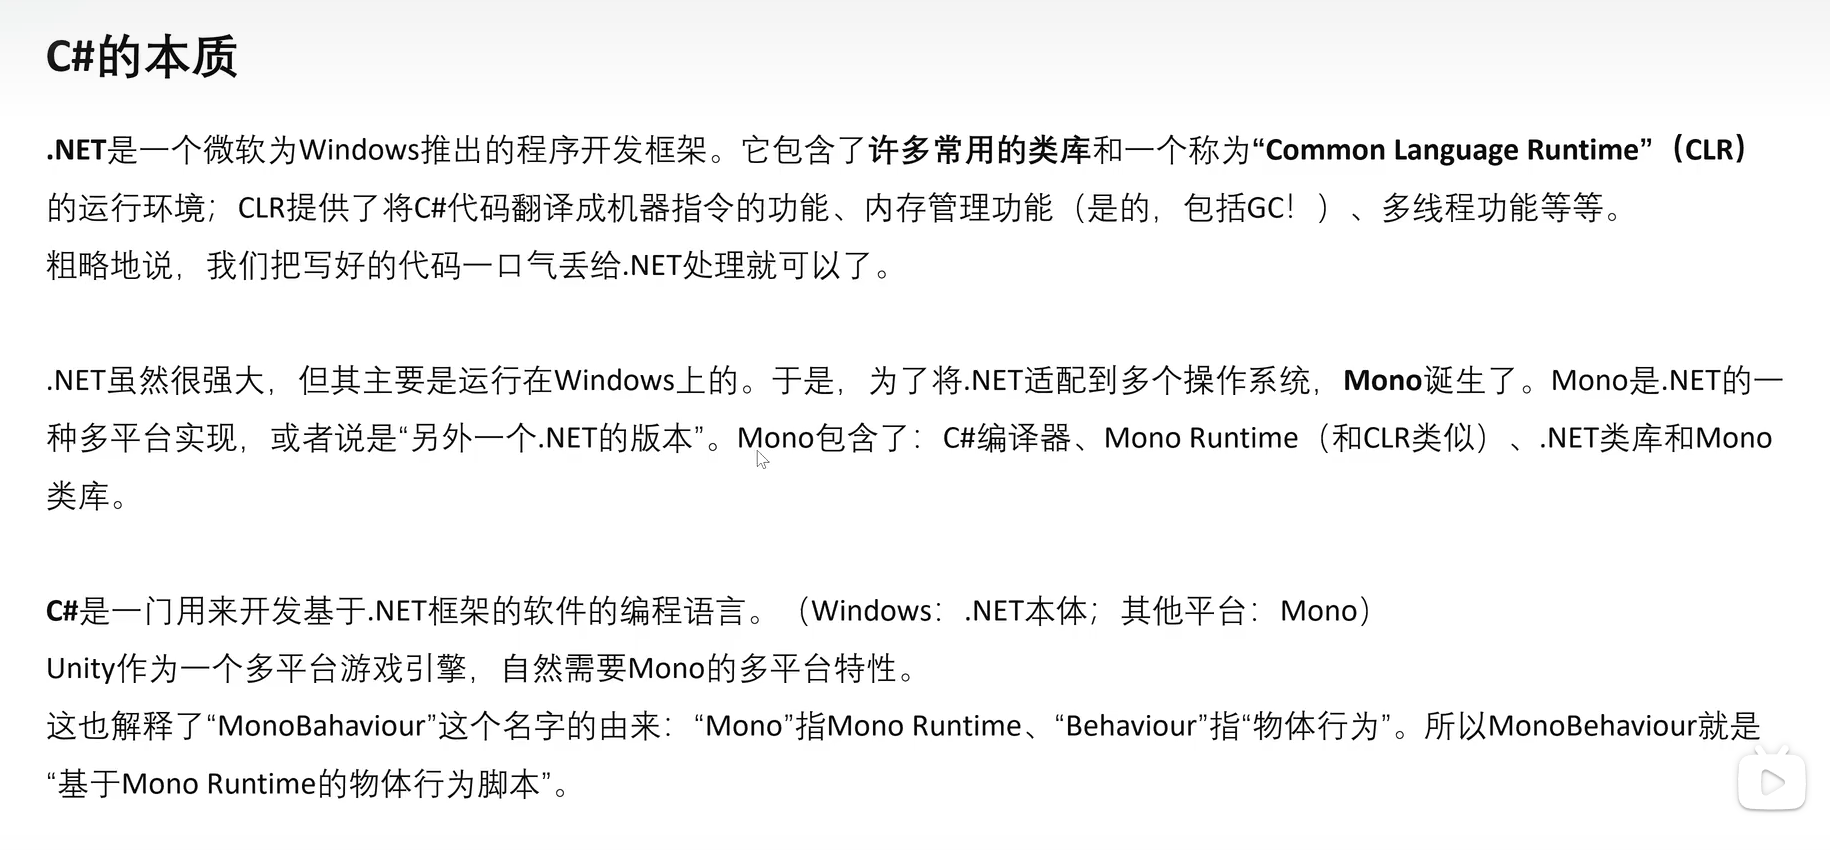 C#的本质
.NET是一个微软为Windows推出的程序开发框架。它包含了许多常用的类库和一个称为“Common Language Runtime”（CLR）
的运行环境；CLR提供了将C#代码翻译成机器指令的功能、内存管理功能（是的，包括GC！）、多线程功能等等。
粗略地说，我们把写好的代码一口气丢给.NET处理就可以了。
.NET虽然很强大，但其主要是运行在Windows上的。于是，为了将.NET适配到多个操作系统，Mono诞生了。Mono是.NET的一
种多平台实现，或者说是“另外一个.NET的版本”。Mono包含了：C#编译器、Mono Runtime（和CLR类似）、.NET类库和Mono
类库。
C#是一门用来开发基于.NET框架的软件的编程语言。（Windows：.NET本体；其他平台：Mono）
Unity作为一个多平台游戏引擎，自然需要Mono的多平台特性。
这也解释了“MonoBahaviour”这个名字的由来：“Mono”指Mono Runtime、“Behaviour”指“物体行为”。所以MonoBehaviour就是
“基于Mono Runtime的物体行为脚本”。